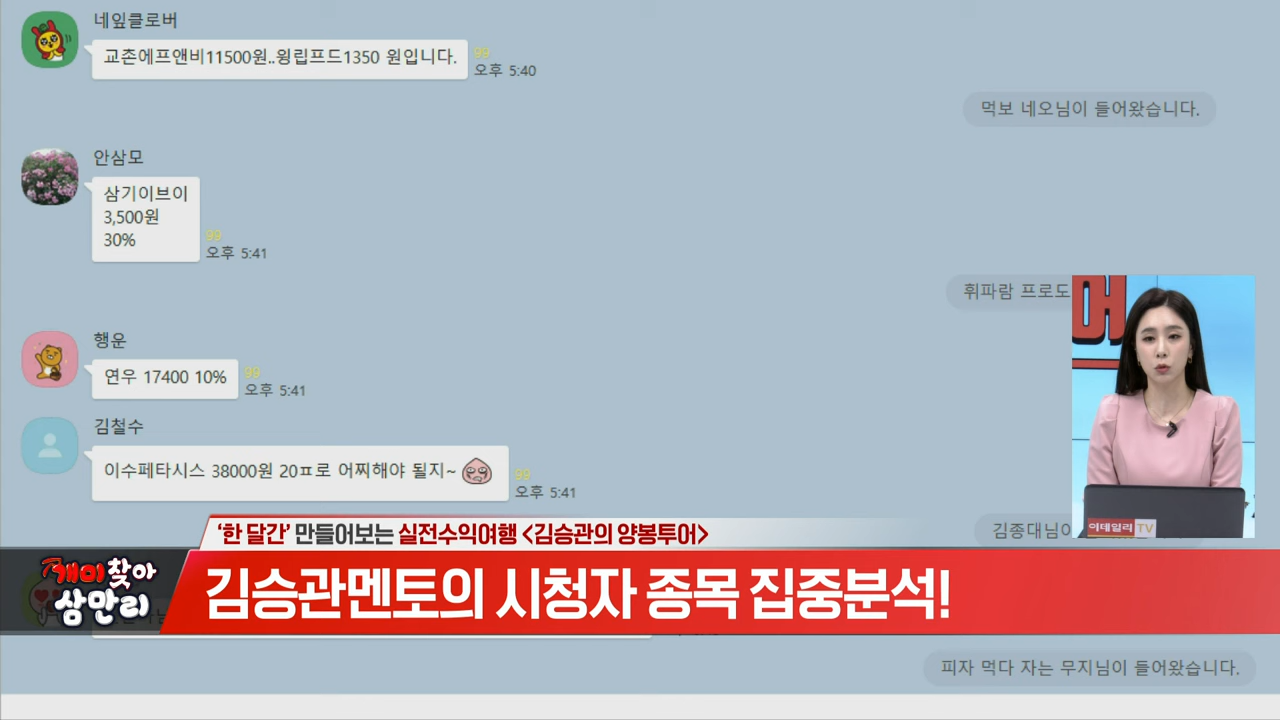 네잎클로버
교촌에프앤비11500원..윙립프드1350 원입니다.
99
오후 5:40
먹보 네오님이 들어왔습니다.
안삼모
삼기이브이
3,500원
30%
99
오후 5:41
휘파람 프로도
어
행운
연우 17400 10%
99
오후 5:41
김철수
이수페타시스 38000원 20ㅍ로 어찌해야 될지~
99
오후 5:41
김종대님이
이데일리 TV
'한 달간' 만들어보는 실전수익여행 <김승관의 양봉투어>
개미찾아
삼만리
김승관멘토의 시청자 종목 집중분석!
피자 먹다 자는 무지님이 들어왔습니다.